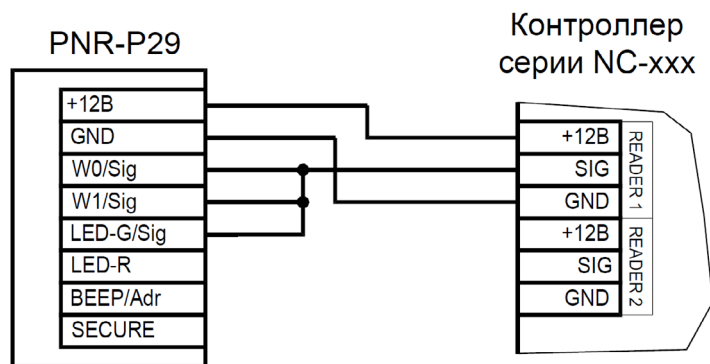 PNR-P29
Контроллер
серии NC-xxx
+12В
GND
W0/Sig
W1/Sig
LED-G/Sig
LED-R
BEEP/Adr
SECURE
+12В
SIG
GND
READER 1
+12В
SIG
GND
READER 2